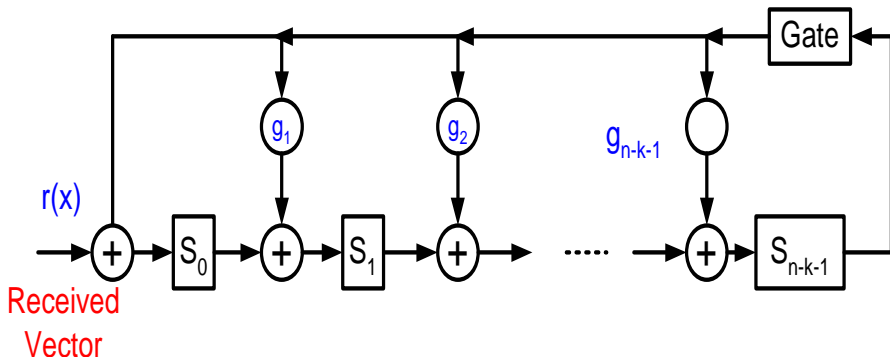 Gate
g₁
g₂
gₙ₋ₖ₋₁
r(x)
+
S₀
+
S₁
+
.....
+
Sₙ₋ₖ₋₁
Received
Vector